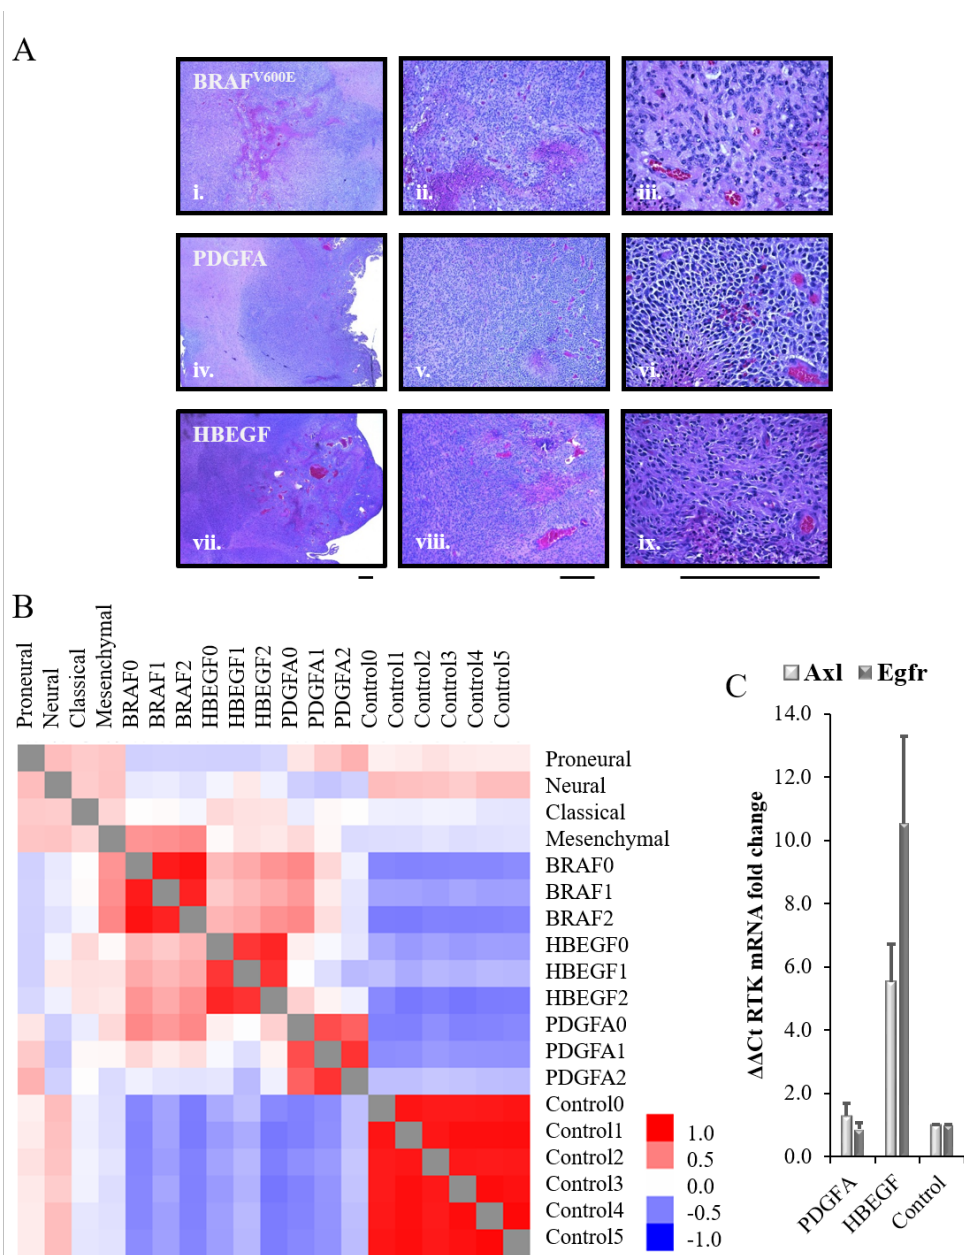 A
BRAFV600E
i.
ii.
iii.
PDGFA
iv.
v.
vi.
HBEGF
vii.
viii.
ix.
B
Proneural
Neural
Classical
Mesenchymal
BRAF0
BRAF1
BRAF2
HBEGF0
HBEGF1
HBEGF2
PDGFA0
PDGFA1
PDGFA2
Control0
Control1
Control2
Control3
Control4
Control5
Proneural
Neural
Classical
Mesenchymal
BRAF0
BRAF1
BRAF2
HBEGF0
HBEGF1
HBEGF2
PDGFA0
PDGFA1
PDGFA2
Control0
Control1
Control2
Control3
Control4
Control5
1.0
0.5
0.0
-0.5
-1.0
C
Axl Egfr
ΔΔCt RTK mRNA fold change
14.0
12.0
10.0
8.0
6.0
4.0
2.0
0.0
PDGFA
HBEGF
Control